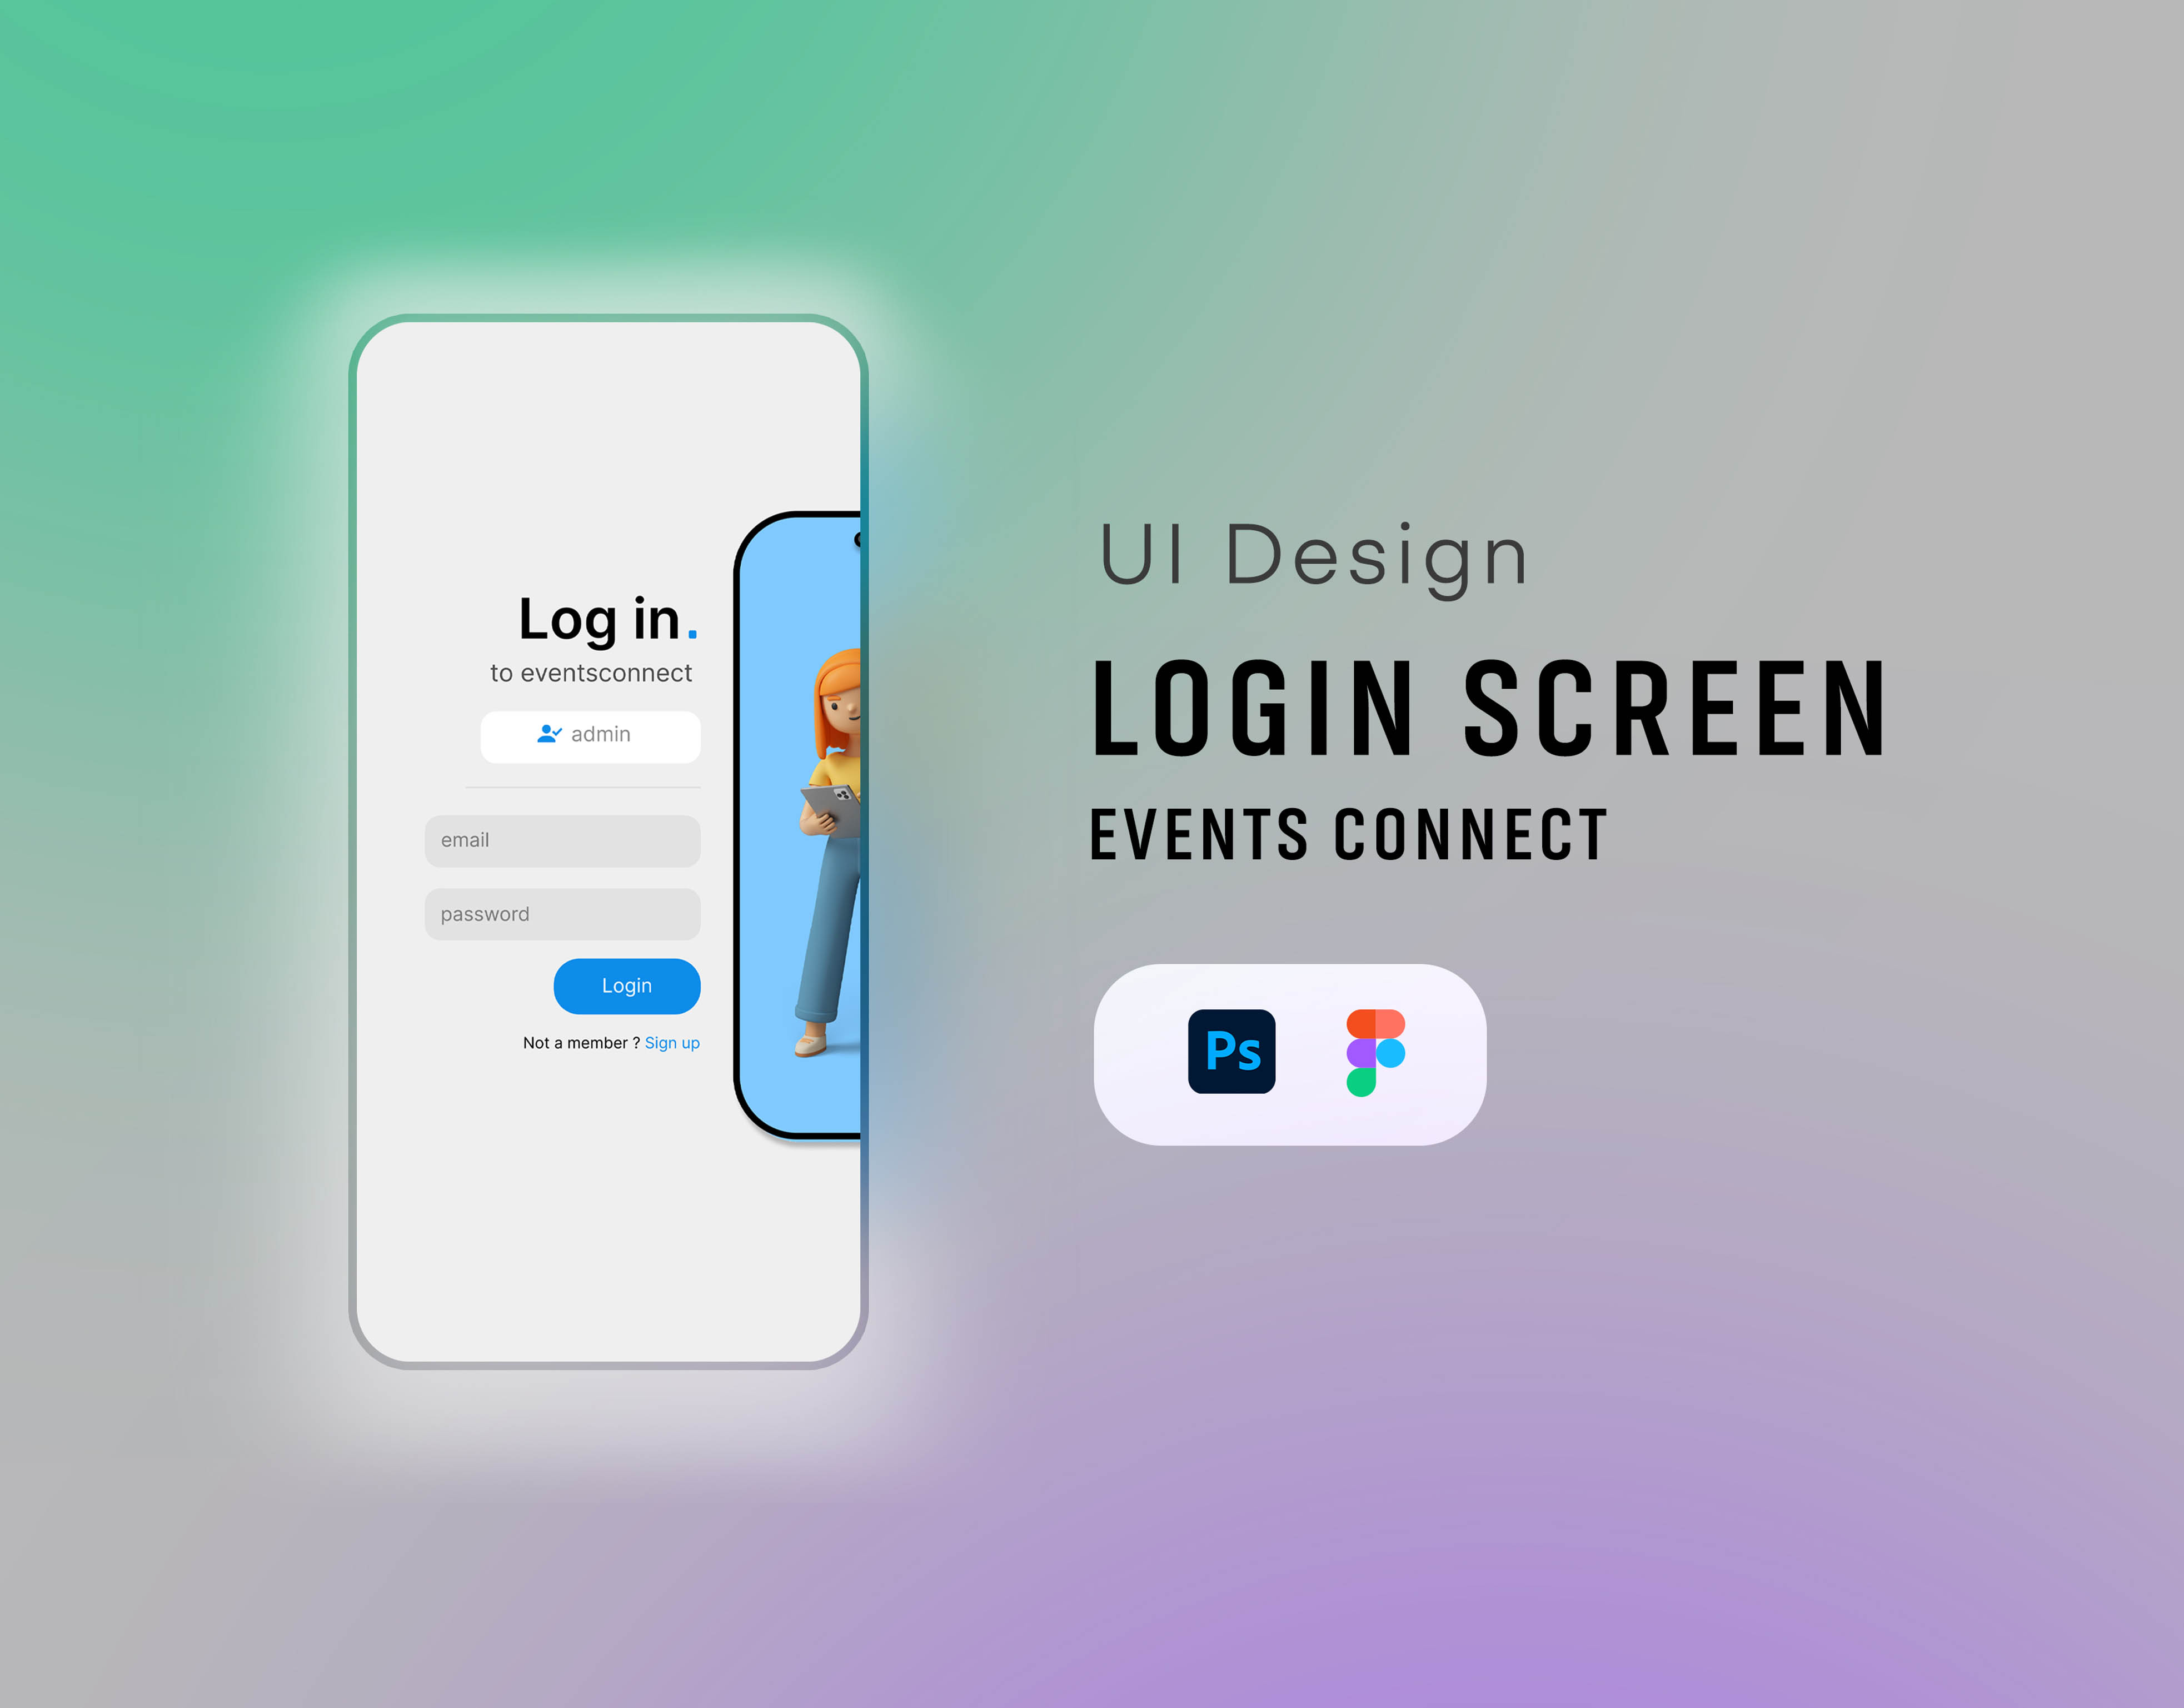 Log in.
to eventsconnect
admin
email
password
Login
Not a member ? Sign up
UI Design
LOGIN SCREEN
EVENTS CONNECT
Ps